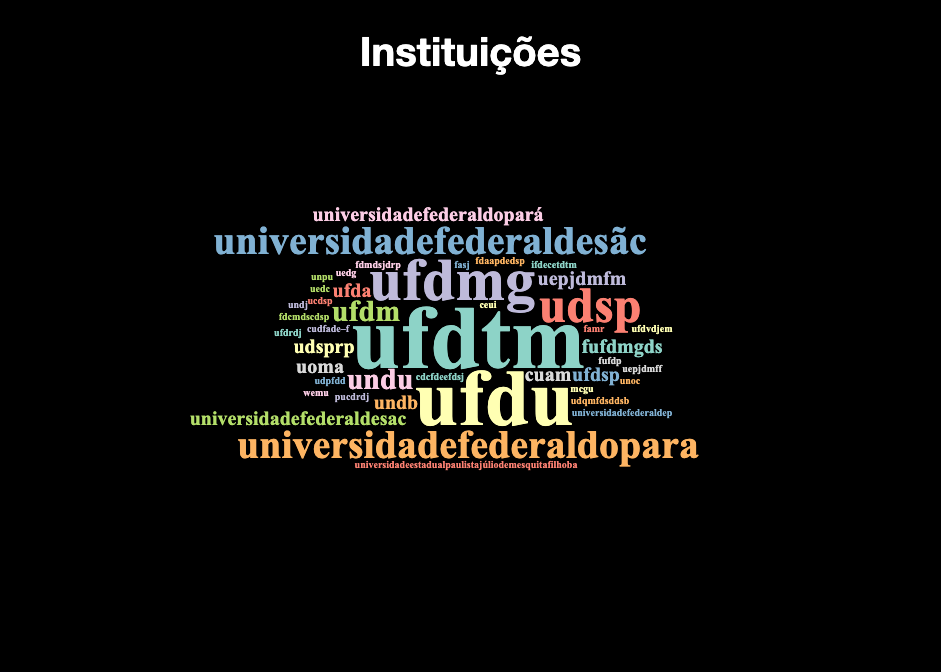 Instituições
universidadefederaldopará
universidadefederaldesãc
fdmdsjdrp
fasj
fdaapdedsp
ifdecetdtm
unpu
uedg
ufdmg
uepjdmfm
uedc
ufda
undj
ucdsp
ufdm
ceui
udsp
fdcmdscdsp
ufdrdj
cudfade–f
ufdtm
famr
ufdvdjem
udsprp
fufdmgds
uoma
fufdp
uepjdmff
udpfdd
undu
cdcfdeefdsj
cuam
ufdsp
unoc
wemu
pucdrdj
undb
ufdu
mcgu
udqmfdsdsb
universidadefederaldesac
universidadefederaldep
universidadefederaldopara
universidadeestadualpaulistajúliodemesquitafilhoba